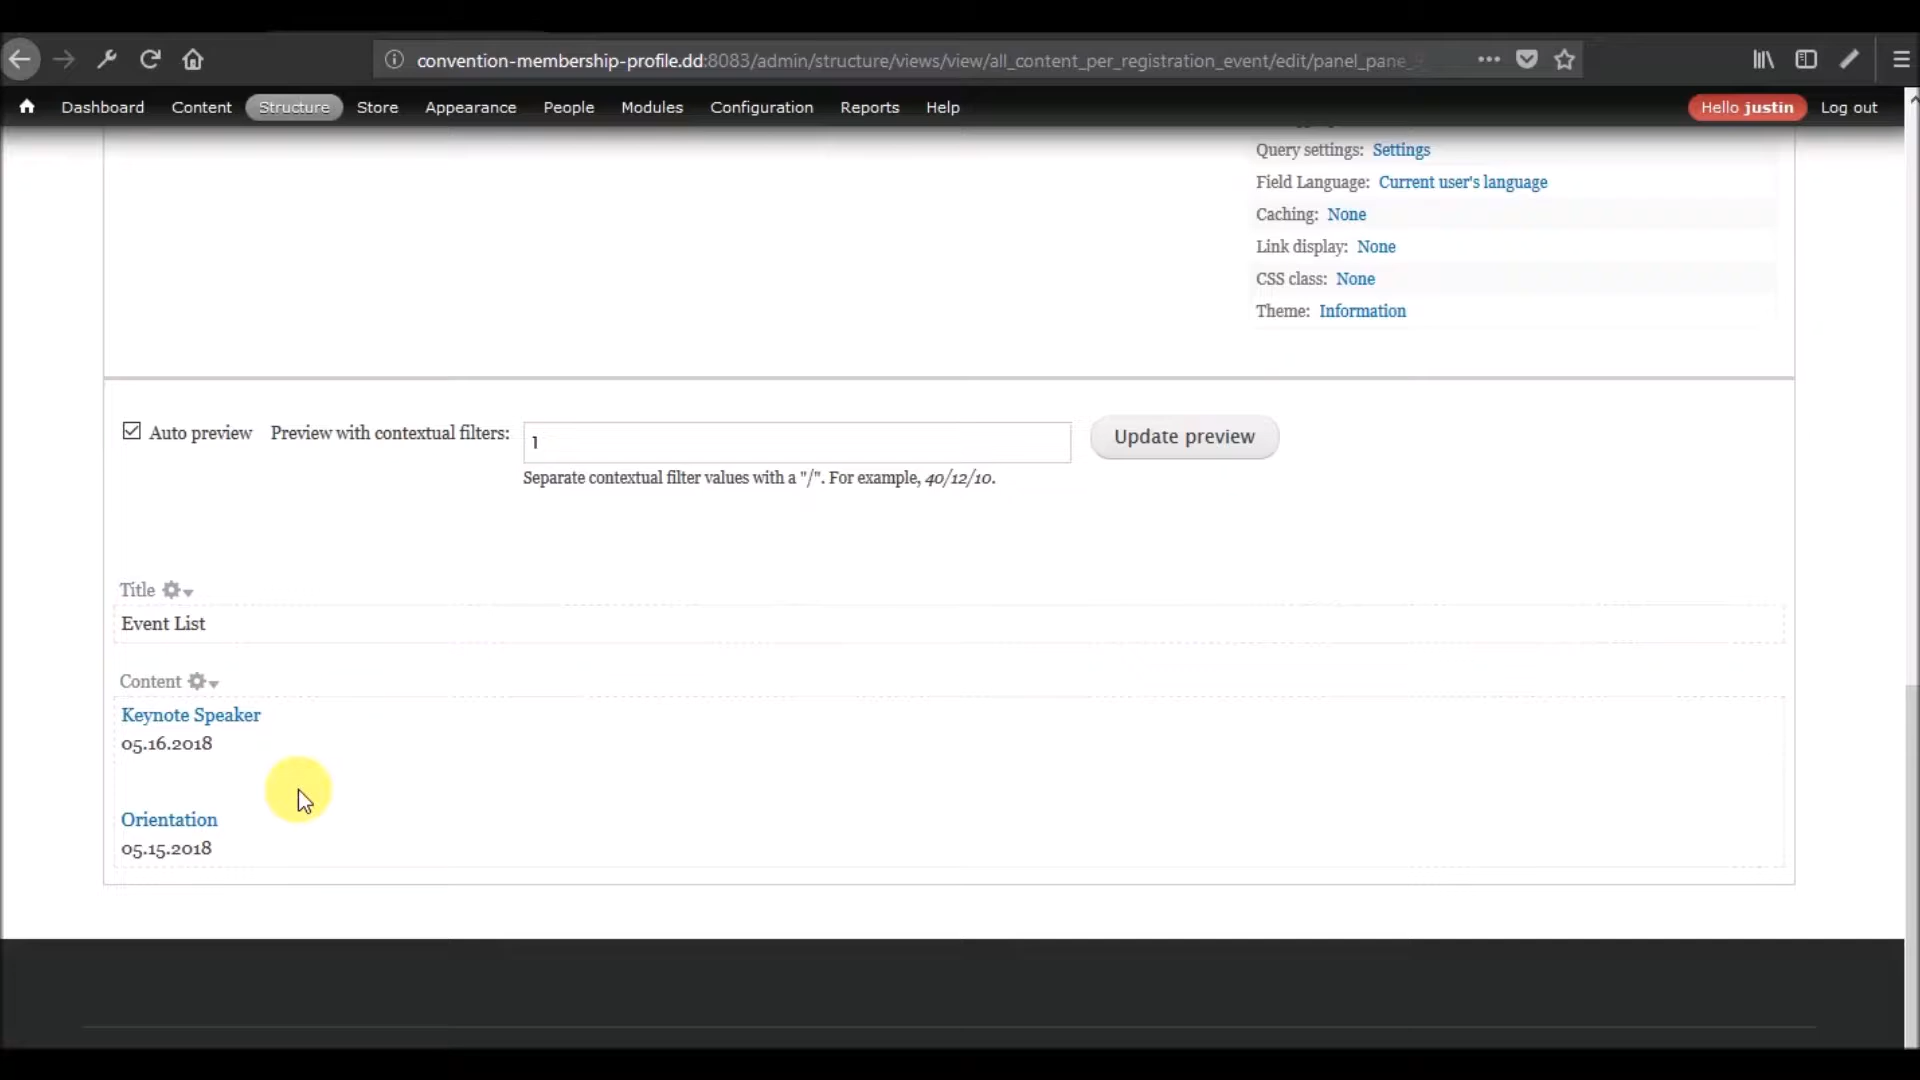 convention-membership-profile.dd:8083/admin/structure/views/view/all_content_per_registration_event/edit/panel_pane_
Dashboard Content Structure Store Appearance People Modules Configuration Reports Help Hello justin Log out
Query settings: Settings
Field Language: Current user's language
Caching: None
Link display: None
CSS class: None
Theme: Information
Auto preview Preview with contextual filters: 1 Update preview
Separate contextual filter values with a "/". For example, 40/12/10.
Title
Event List
Content
Keynote Speaker
05.16.2018
Orientation
05.15.2018